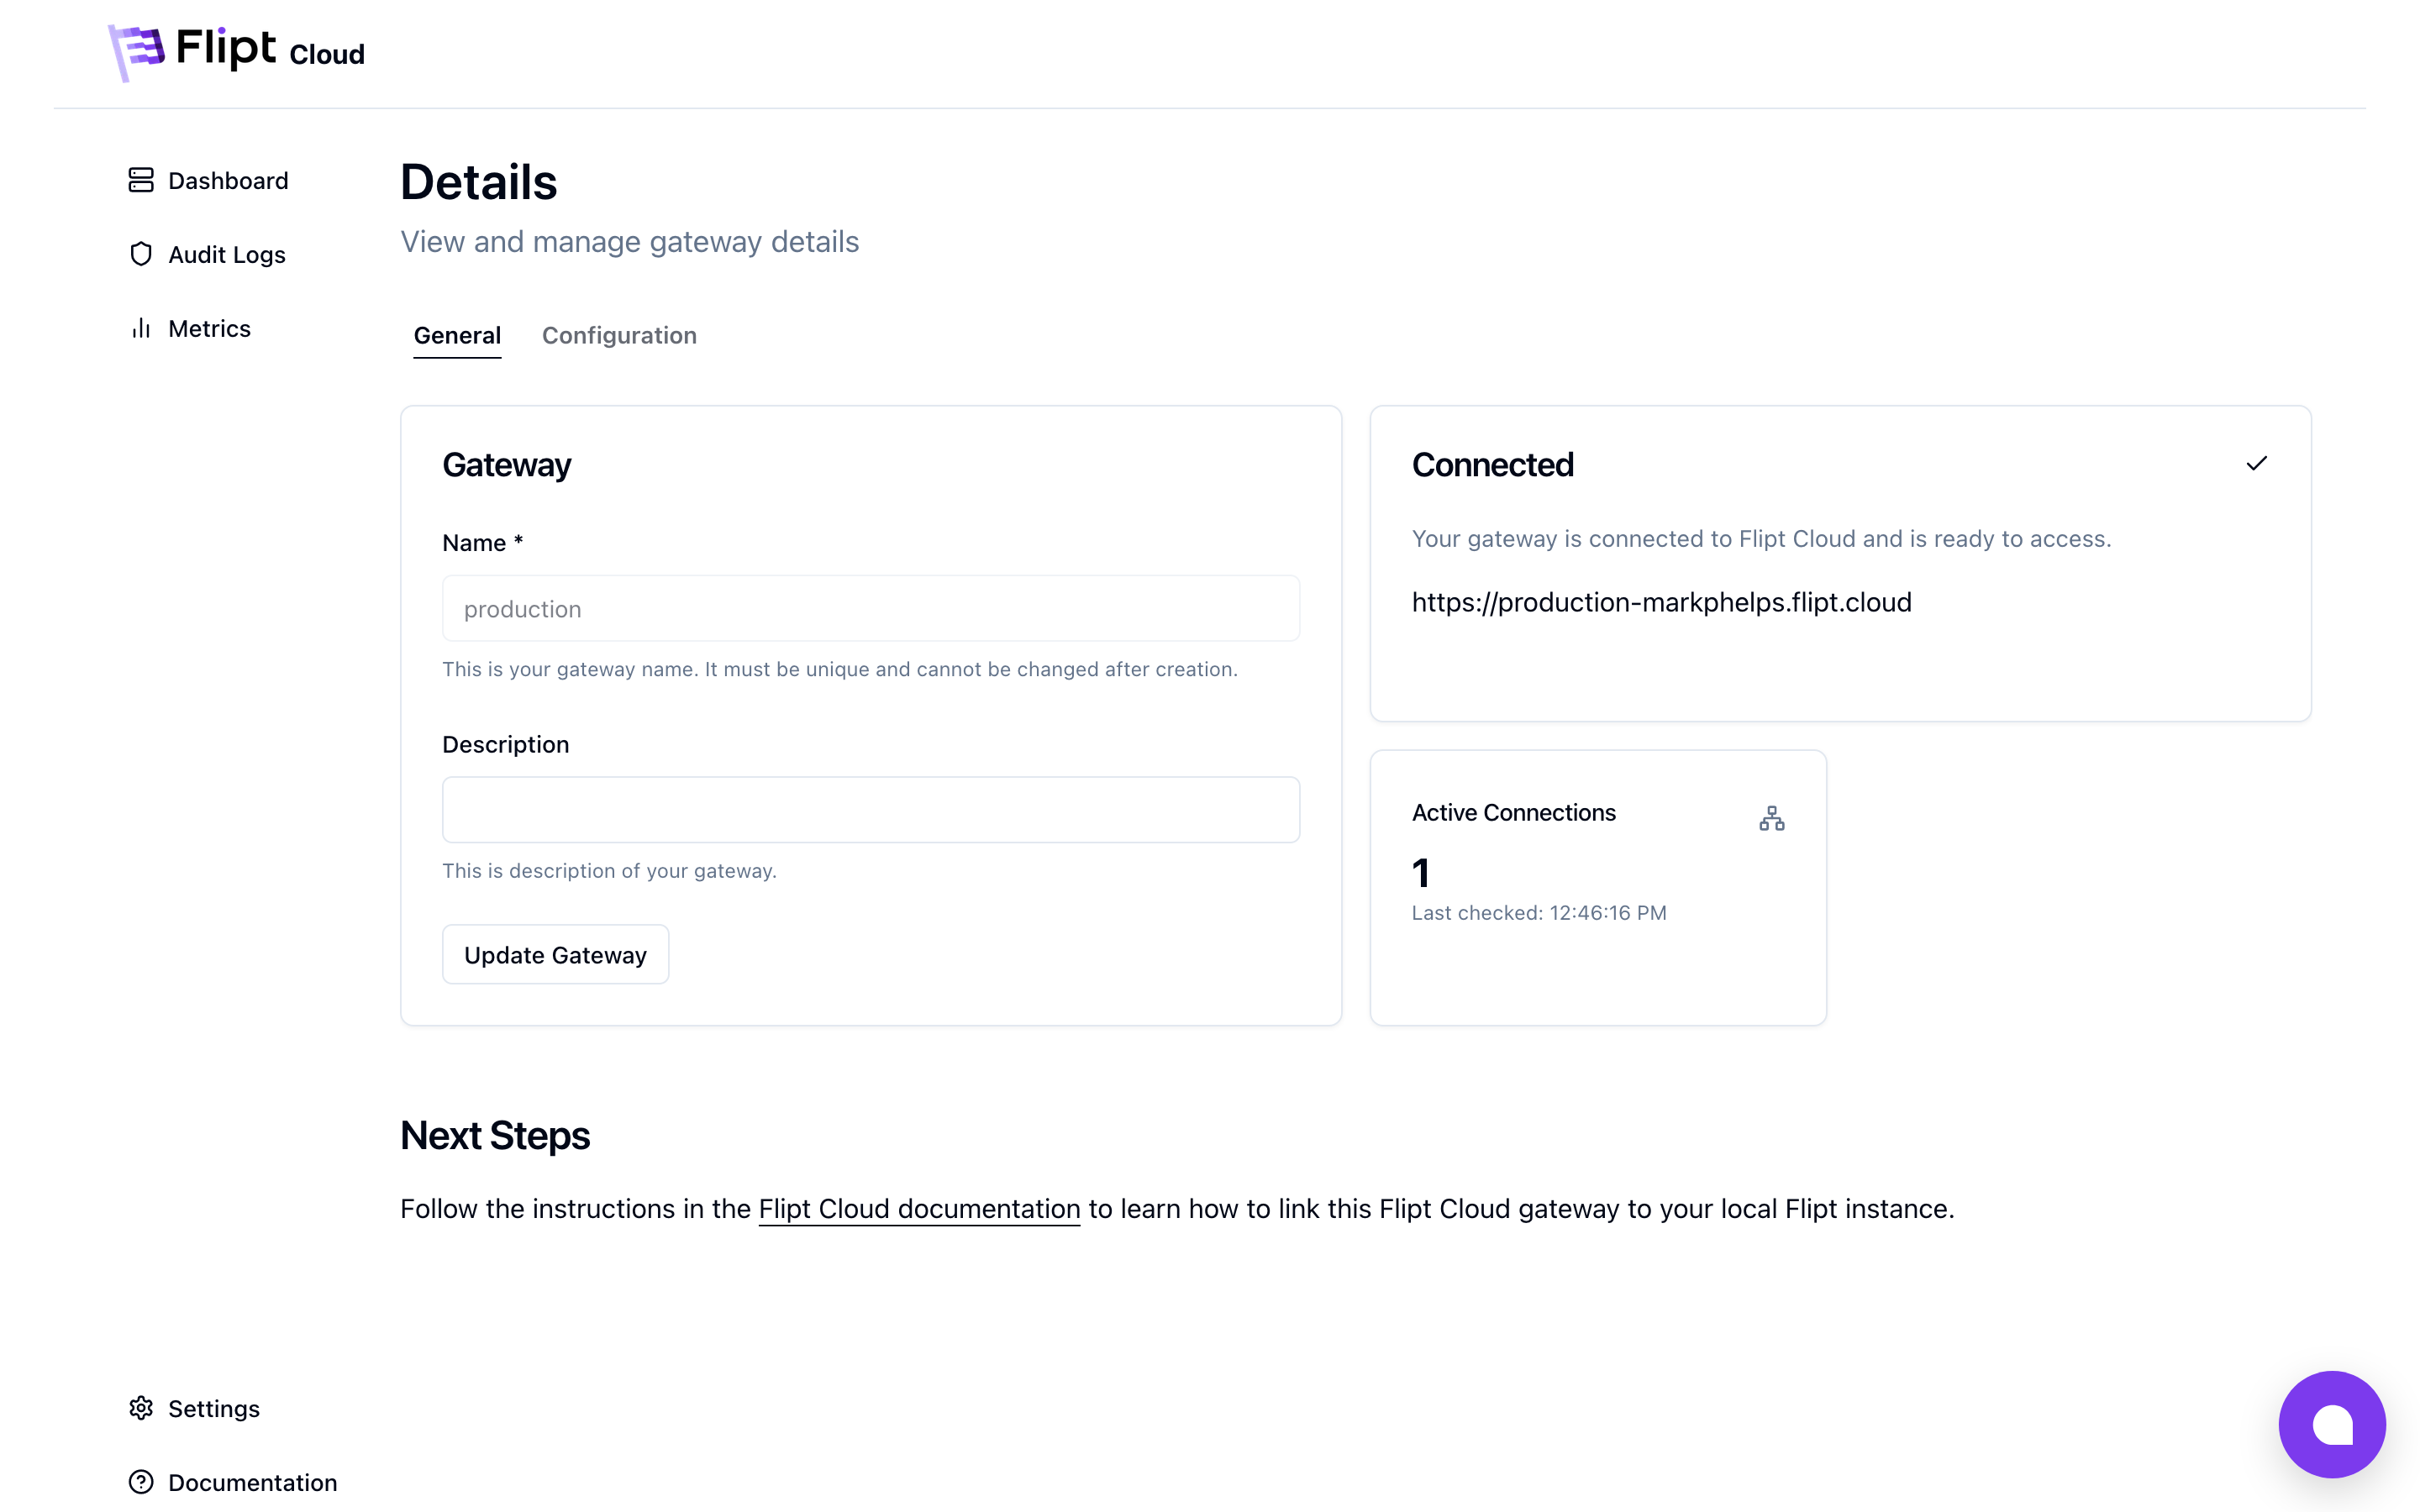 Flipt Cloud
Dashboard
Audit Logs
Metrics
Details
View and manage gateway details
General
Configuration
Gateway
Name *
production
This is your gateway name. It must be unique and cannot be changed after creation.
Description
This is description of your gateway.
Update Gateway
Connected
Your gateway is connected to Flipt Cloud and is ready to access.
https://production-markphelps.flipt.cloud
Active Connections
1
Last checked: 12:46:16 PM
Next Steps
Follow the instructions in the Flipt Cloud documentation to learn how to link this Flipt Cloud gateway to your local Flipt instance.
Settings
Documentation